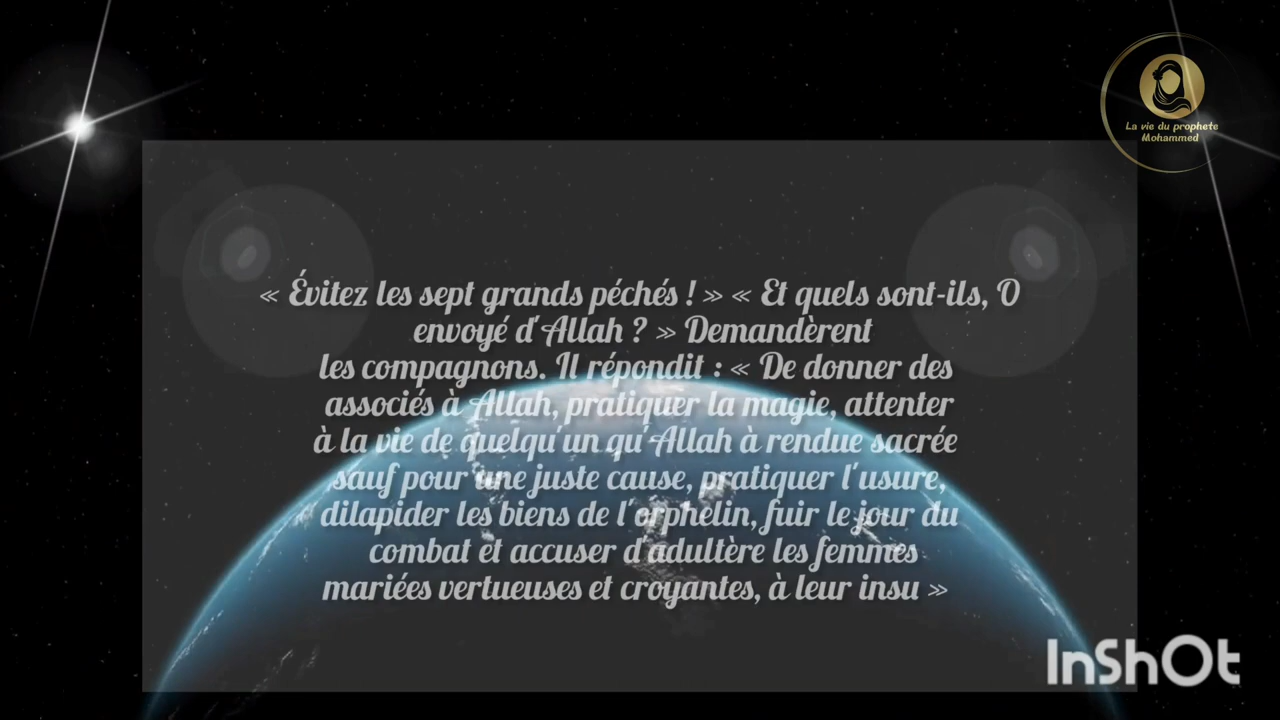 La vie du prophete
Mohammed
« Évitez les sept grands péchés ! » « Et quels sont-ils, O
envoyé d'Allah ? » Demandèrent
les compagnons. Il répondit : « De donner des
associés à Allah, pratiquer la magie, attenter
à la vie de quelqu'un qu'Allah à rendue sacrée
sauf pour une juste cause, pratiquer l'usure,
dilapider les biens de l'orphelin, fuir le jour du
combat et accuser d'adultère les femmes
mariées vertueuses et croyantes, à leur insu »
InShOt